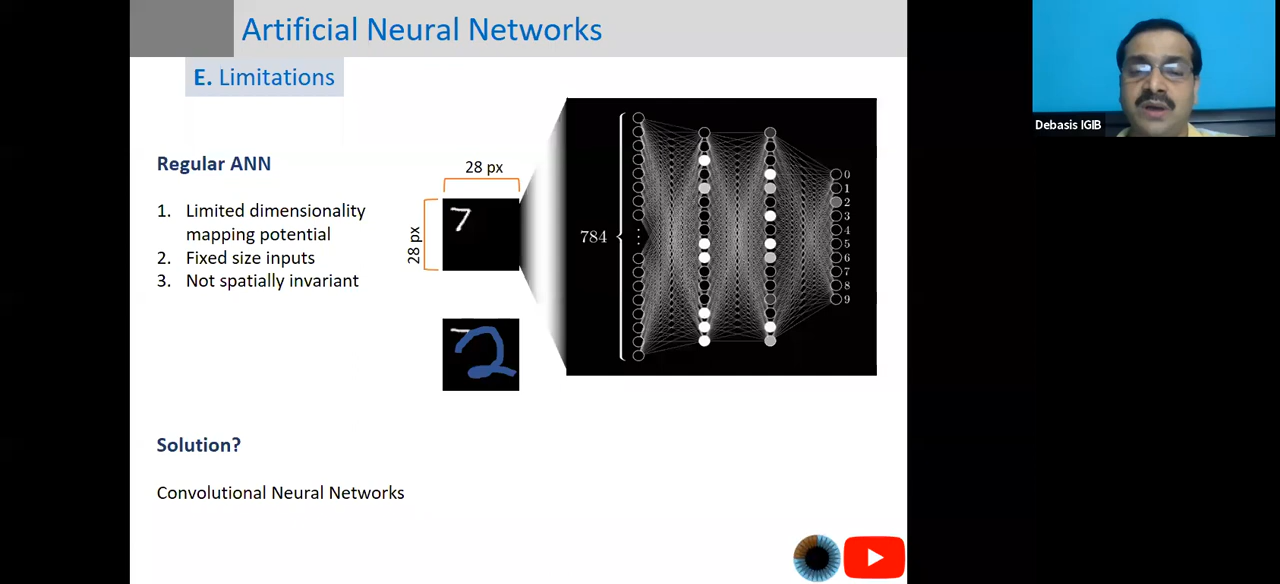 Artificial Neural Networks
E. Limitations
Debasis IGIB
Regular ANN
1. Limited dimensionality
mapping potential
2. Fixed size inputs
3. Not spatially invariant
28 px
28 px
7
2
784
0
1
2
3
4
5
6
7
8
9
Solution?
Convolutional Neural Networks